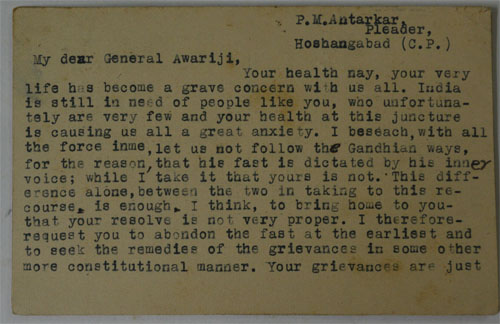 P.M.Antarkar,
Pleader,
Hoshangabad (C.P.)
My dear General Awariji,
Your health nay, your very
life has become a grave concern with us all. India
is still in need of people like you, who unfortuna-
tely are very few and your health at this juncture
is causing us all a great anxiety. I beseach, with all
the force inme, let us not follow the Gandhian ways,
for the reason, that his fast is dictated by his inney
voice; while I take it that yours is not. This diff-
erence alone, between the two in taking to this re-
course, is enough, I think, to bring home to you-
that your resolve is not very proper. I therefore-
request you to abondon the fast at the earliest and
to seek the remedies of the grievances in some other
more constitutional manner. Your grievances are just